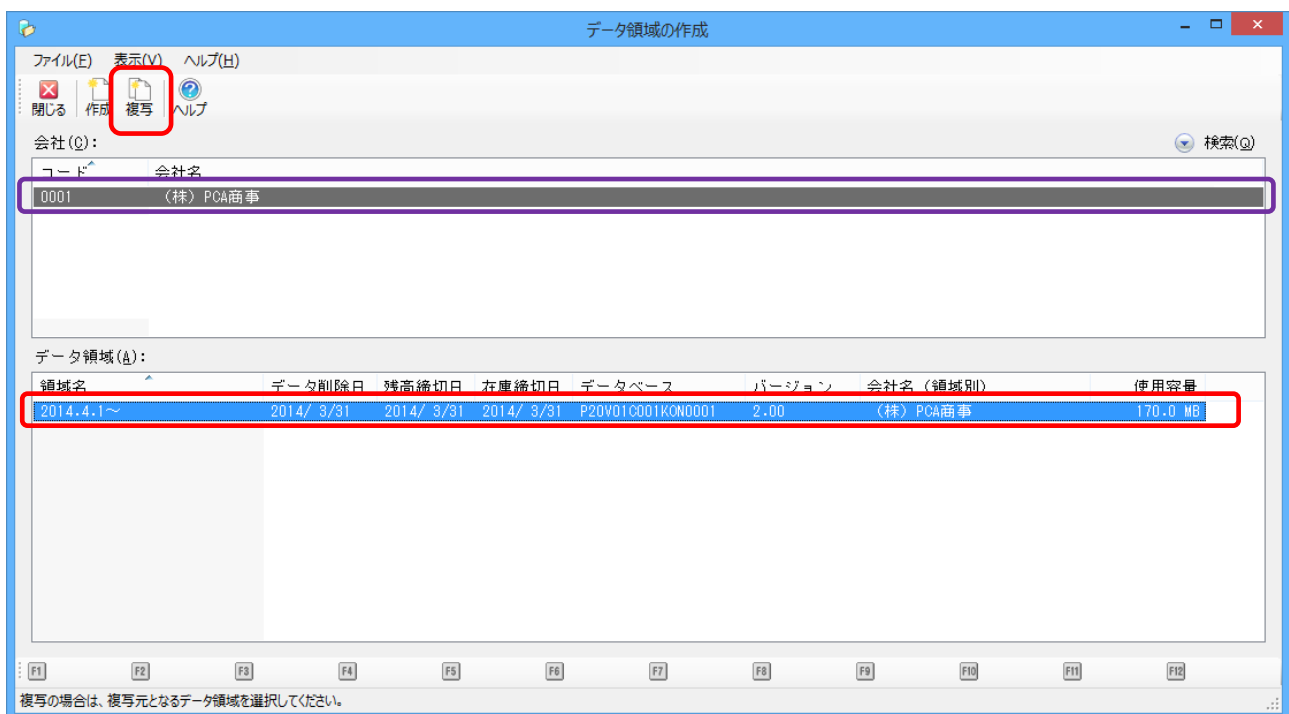 データ領域の作成
ファイル(F) 表示(V) ヘルプ(H)
閉じる 作成 複写 ヘルプ
会社(C): 検索(Q)
コード 会社名
0001 (株) PCA商事
データ領域(A):
領域名 データ削除日 残高締切日 在庫締切日 データベース バージョン 会社名 (領域別) 使用容量
2014.4.1～ 2014/ 3/31 2014/ 3/31 2014/ 3/31 P20V01C001KON0001 2.00 (株) PCA商事 170.0 MB
F1 F2 F3 F4 F5 F6 F7 F8 F9 F10 F11 F12
複写の場合は、複写元となるデータ領域を選択してください。